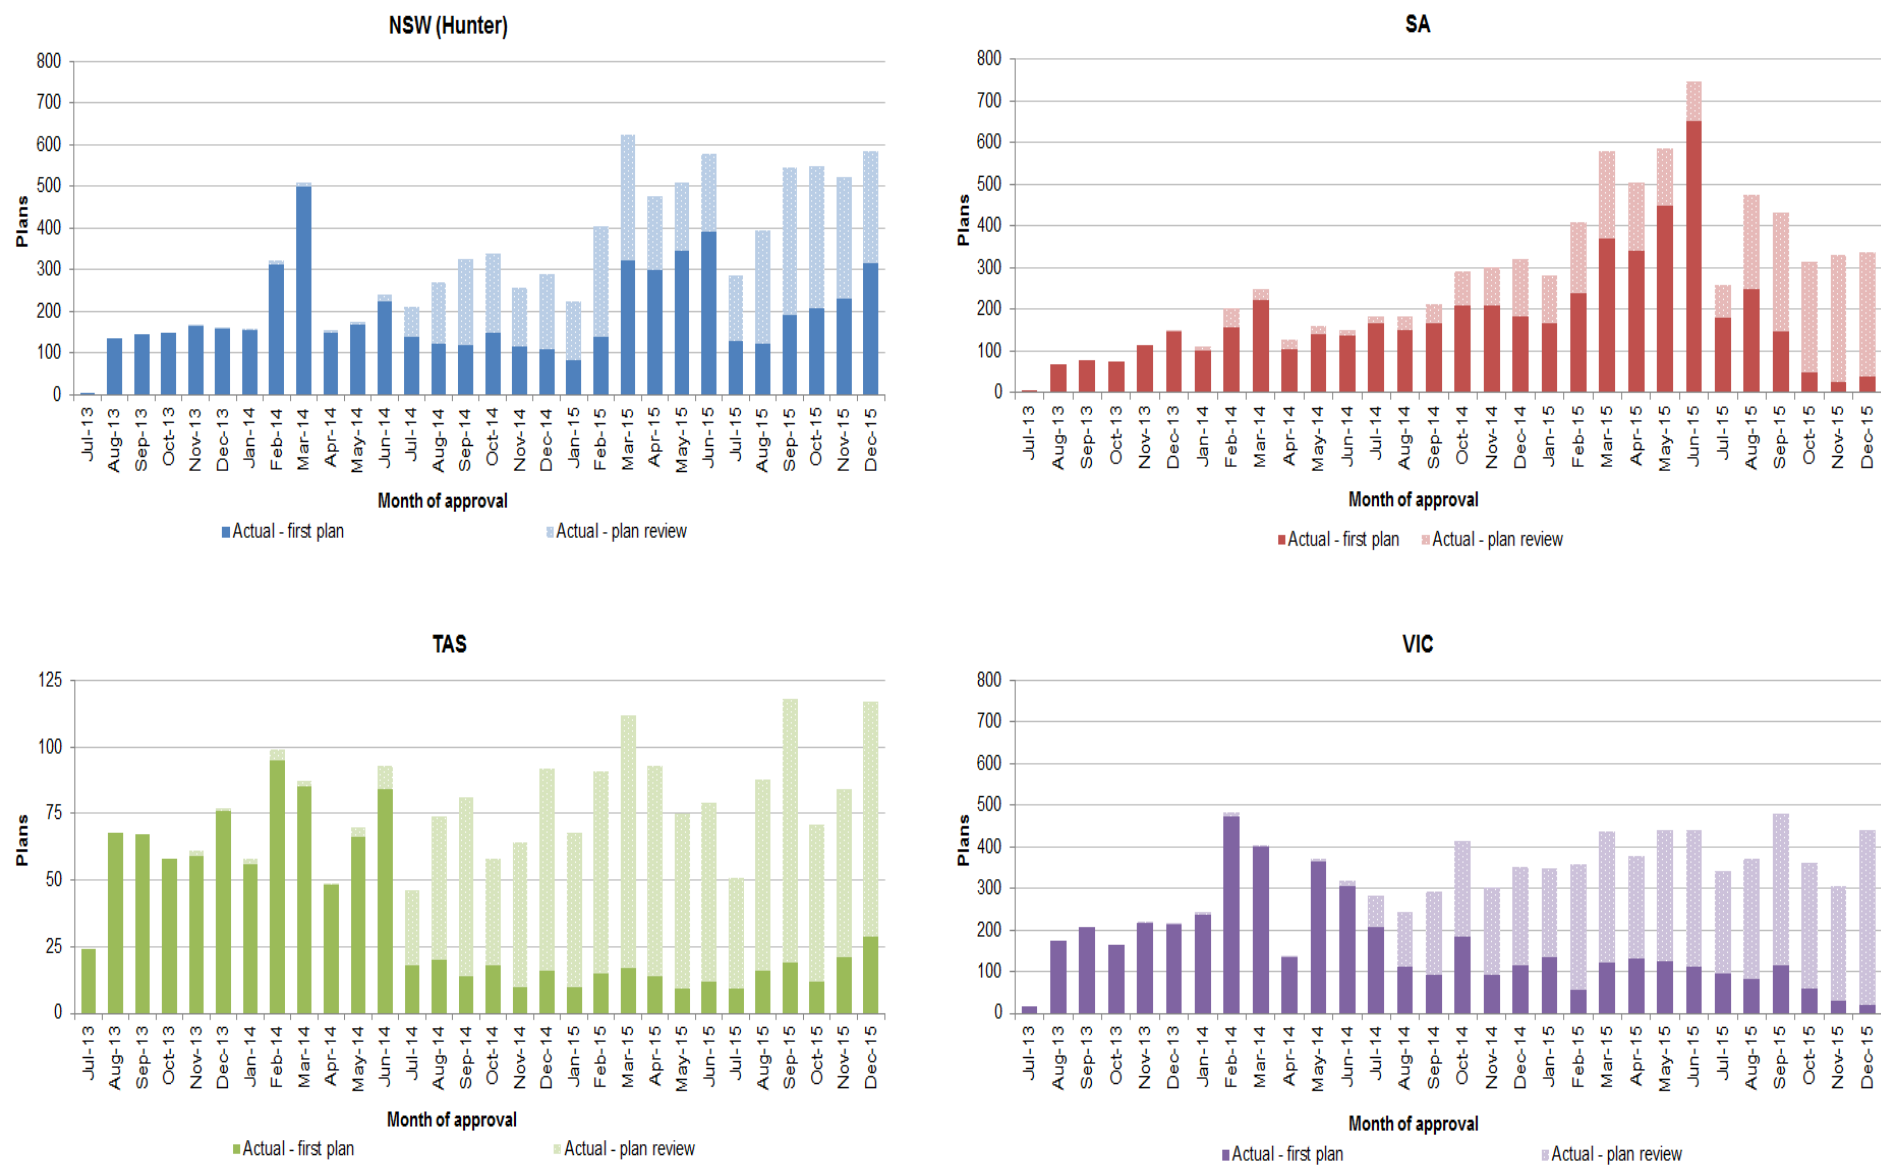 NSW (Hunter)
800
700
600
500
400
300
200
100
0
Plans
Jul-13 Aug-13 Sep-13 Oct-13 Nov-13 Dec-13 Jan-14 Feb-14 Mar-14 Apr-14 May-14 Jun-14 Jul-14 Aug-14 Sep-14 Oct-14 Nov-14 Dec-14 Jan-15 Feb-15 Mar-15 Apr-15 May-15 Jun-15 Jul-15 Aug-15 Sep-15 Oct-15 Nov-15 Dec-15
Month of approval
Actual - first plan Actual - plan review
SA
800
700
600
500
400
300
200
100
0
Plans
Jul-13 Aug-13 Sep-13 Oct-13 Nov-13 Dec-13 Jan-14 Feb-14 Mar-14 Apr-14 May-14 Jun-14 Jul-14 Aug-14 Sep-14 Oct-14 Nov-14 Dec-14 Jan-15 Feb-15 Mar-15 Apr-15 May-15 Jun-15 Jul-15 Aug-15 Sep-15 Oct-15 Nov-15 Dec-15
Month of approval
Actual - first plan Actual - plan review
TAS
125
100
75
50
25
0
Plans
Jul-13 Aug-13 Sep-13 Oct-13 Nov-13 Dec-13 Jan-14 Feb-14 Mar-14 Apr-14 May-14 Jun-14 Jul-14 Aug-14 Sep-14 Oct-14 Nov-14 Dec-14 Jan-15 Feb-15 Mar-15 Apr-15 May-15 Jun-15 Jul-15 Aug-15 Sep-15 Oct-15 Nov-15 Dec-15
Month of approval
Actual - first plan Actual - plan review
VIC
800
700
600
500
400
300
200
100
0
Plans
Jul-13 Aug-13 Sep-13 Oct-13 Nov-13 Dec-13 Jan-14 Feb-14 Mar-14 Apr-14 May-14 Jun-14 Jul-14 Aug-14 Sep-14 Oct-14 Nov-14 Dec-14 Jan-15 Feb-15 Mar-15 Apr-15 May-15 Jun-15 Jul-15 Aug-15 Sep-15 Oct-15 Nov-15 Dec-15
Month of approval
Actual - first plan Actual - plan review